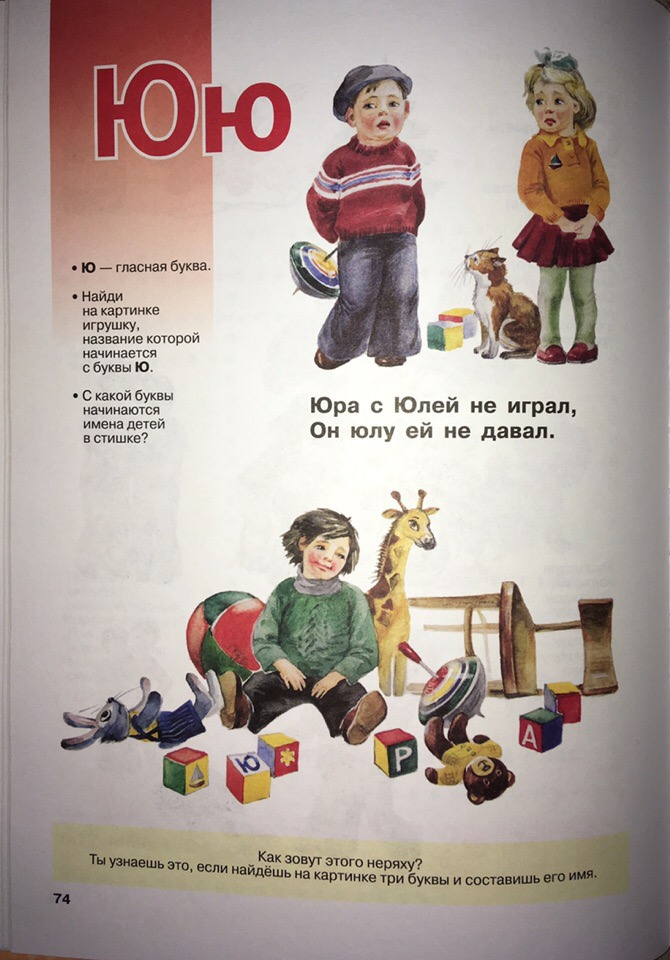 Юю
• Ю — гласная буква.
• Найди
на картинке
игрушку,
название которой
начинается
с буквы Ю.
• С какой буквы
начинаются
имена детей
в стишке?
Юра с Юлей не играл,
Он юлу ей не давал.
Ю
Р
А
Как зовут этого неряху?
Ты узнаешь это, если найдёшь на картинке три буквы и составишь его имя.
74